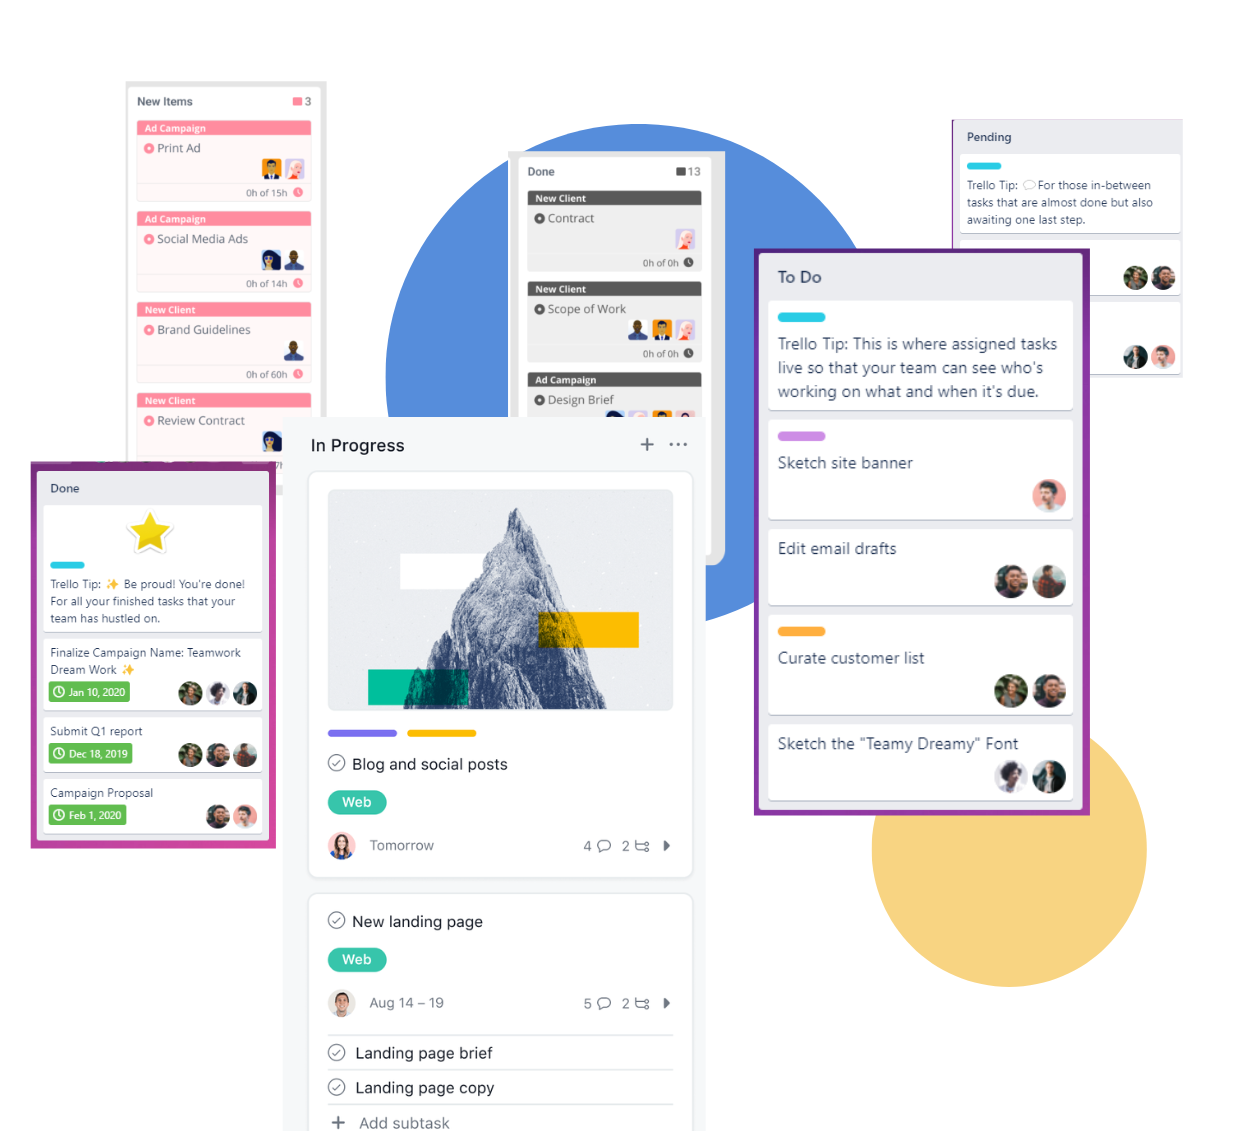 New Items
3
Ad Campaign
Print Ad
0h of 15h
Ad Campaign
Social Media Ads
0h of 14h
New Client
Brand Guidelines
0h of 60h
New Client
Review Contract
Done
13
New Client
Contract
0h of 0h
New Client
Scope of Work
0h of 0h
Ad Campaign
Design Brief
Pending
Trello Tip: 💬For those in-between
tasks that are almost done but also
awaiting one last step.
To Do
Trello Tip: This is where assigned tasks
live so that your team can see who's
working on what and when it's due.
Sketch site banner
Edit email drafts
Curate customer list
Sketch the "Teamy Dreamy" Font
Done
Trello Tip: ✨ Be proud! You're done!
For all your finished tasks that your
team has hustled on.
Finalize Campaign Name: Teamwork
Dream Work ✨
Jan 10, 2020
Submit Q1 report
Dec 18, 2019
Campaign Proposal
Feb 1, 2020
In Progress
Blog and social posts
Web
Tomorrow
4
2
New landing page
Web
Aug 14 – 19
5
2
Landing page brief
Landing page copy
Add subtask